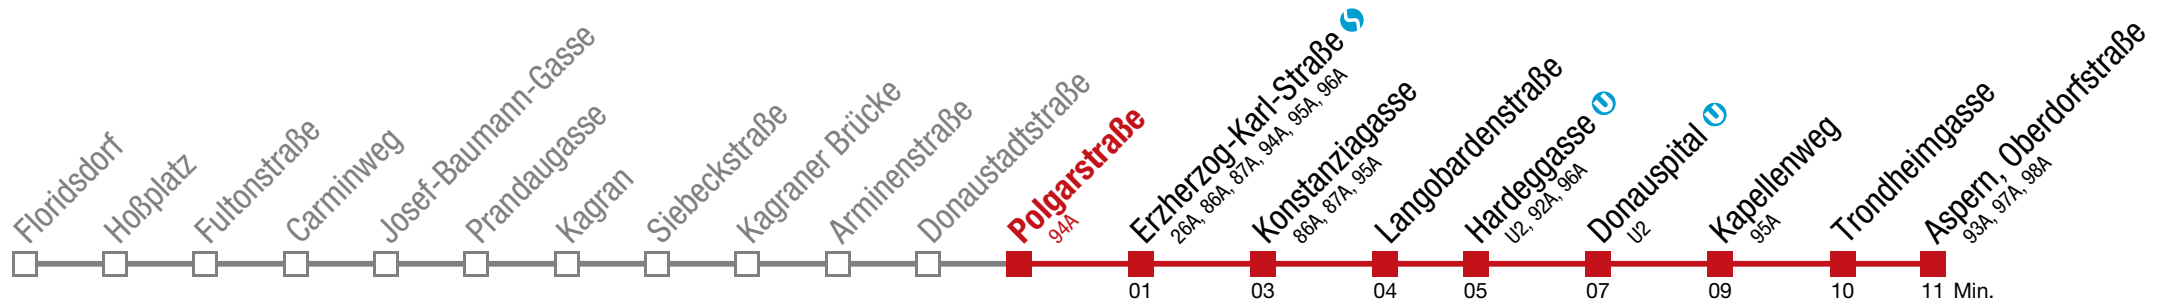 Floridsdorf
Hoßplatz
Fultonstraße
Carminweg
Josef-Baumann-Gasse
Prandaugasse
Kagran
Siebeckstraße
Kagraner Brücke
Arminenstraße
Donaustadtstraße
Polgarstraße
94A
Erzherzog-Karl-Straße S
26A, 86A, 87A, 94A, 95A, 96A
Konstanziagasse
86A, 87A, 95A
Langobardenstraße
Hardeggasse U
U2, 92A, 96A
Donauspital U
U2
Kapellenweg
95A
Trondheimgasse
Aspern, Oberdorfstraße
93A, 97A, 98A
01 03 04 05 07 09 10 11 Min.